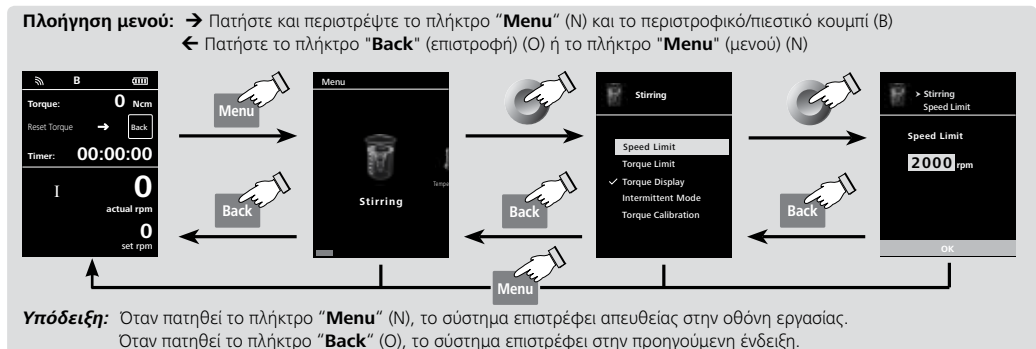 Πλοήγηση μενού: → Πατήστε και περιστρέψτε το πλήκτρο "Menu" (N) και το περιστροφικό/πιεστικό κουμπί (B)
← Πατήστε το πλήκτρο "Back" (επιστροφή) (O) ή το πλήκτρο "Menu" (μενού) (N)
B
Torque: 0 Ncm
Reset Torque → Back
Timer: 00:00:00
I 0
actual rpm
0
set rpm
Menu
Back
Menu
Stirring
Back
Stirring
Speed Limit
Torque Limit
✓ Torque Display
Intermittent Mode
Torque Calibration
Back
> Stirring
Speed Limit
Speed Limit
2000 rpm
OK
Menu
Υπόδειξη: Όταν πατηθεί το πλήκτρο "Menu" (N), το σύστημα επιστρέφει απευθείας στην οθόνη εργασίας.
Όταν πατηθεί το πλήκτρο "Back" (O), το σύστημα επιστρέφει στην προηγούμενη ένδειξη.